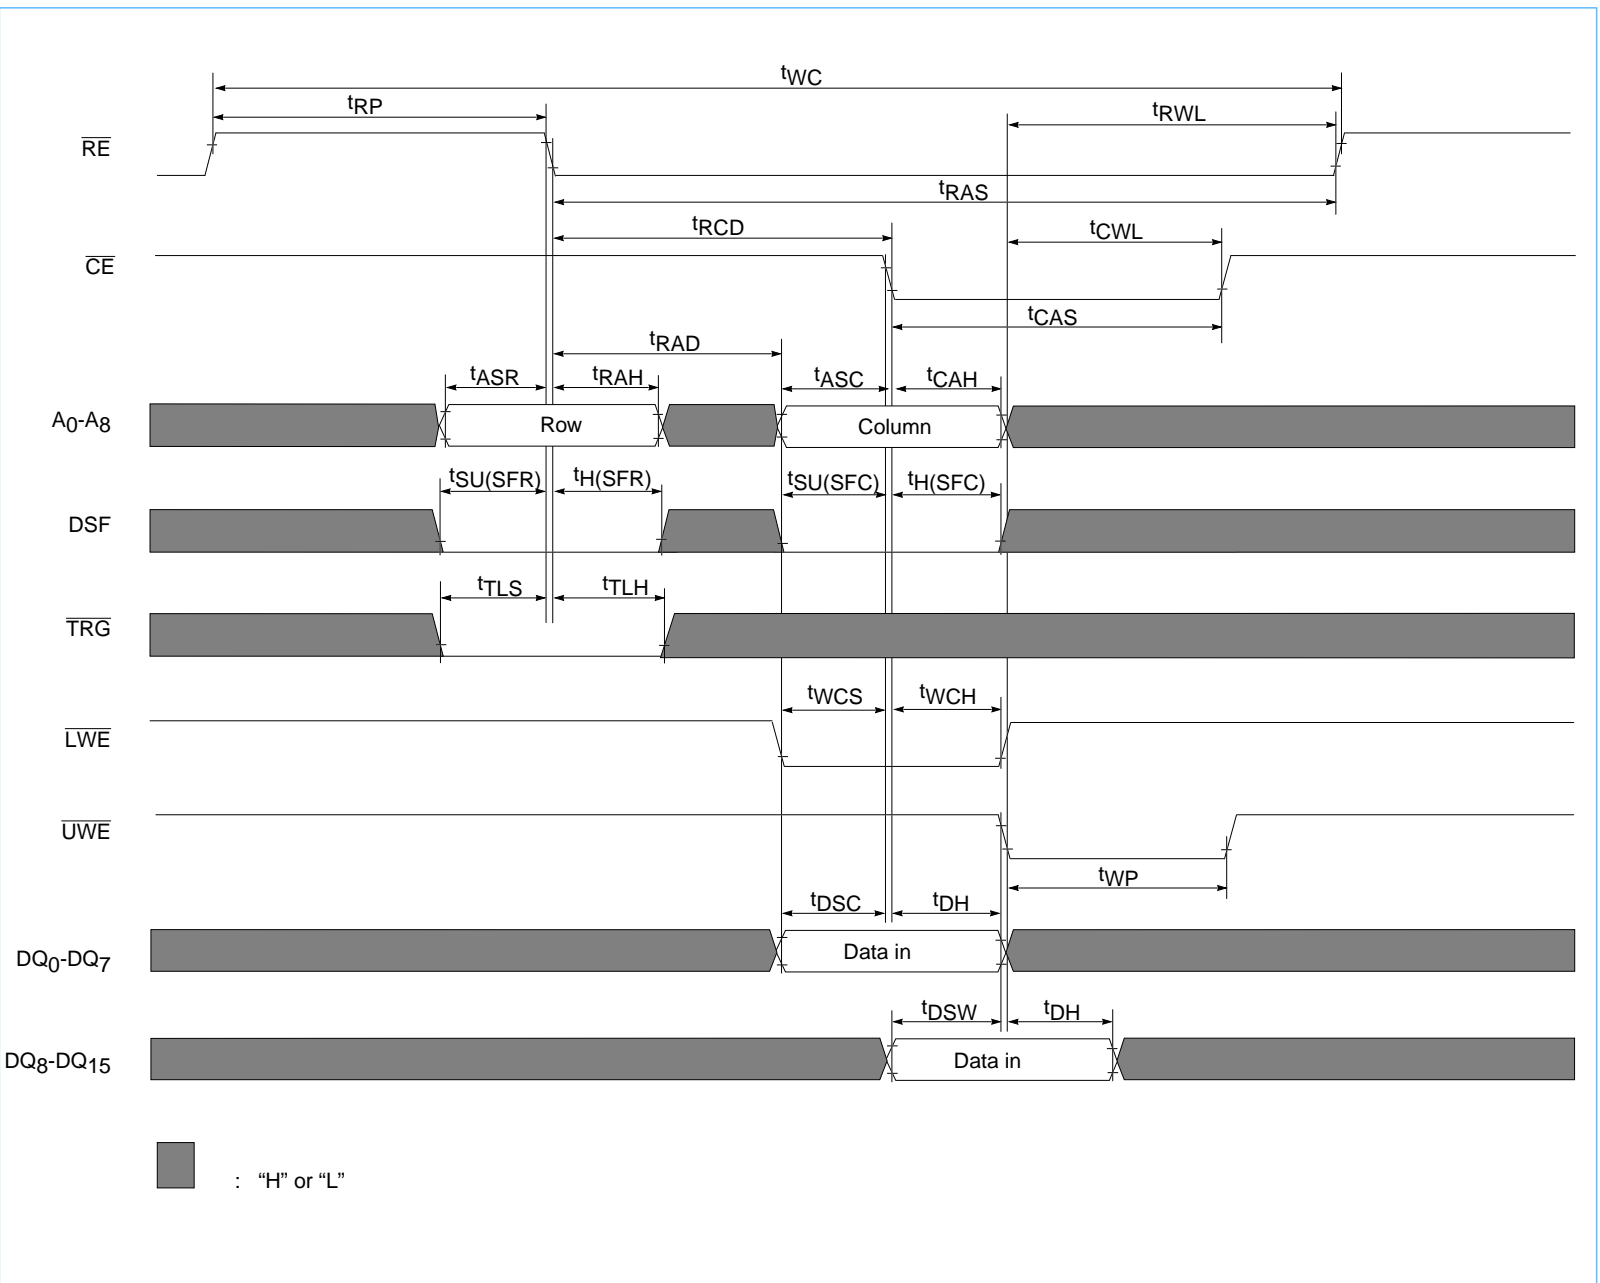 tWC
tRP
tRWL
RE
tRAS
tRCD
tCWL
CE
tCAS
tRAD
tASR
tRAH
tASC
tCAH
A0-A8
Row
Column
tSU(SFR)
tH(SFR)
tSU(SFC)
tH(SFC)
DSF
tTLS
tTLH
TRG
tWCS
tWCH
LWE
UWE
tWP
tDSC
tDH
DQ0-DQ7
Data in
tDSW
tDH
DQ8-DQ15
Data in
: “H” or “L”